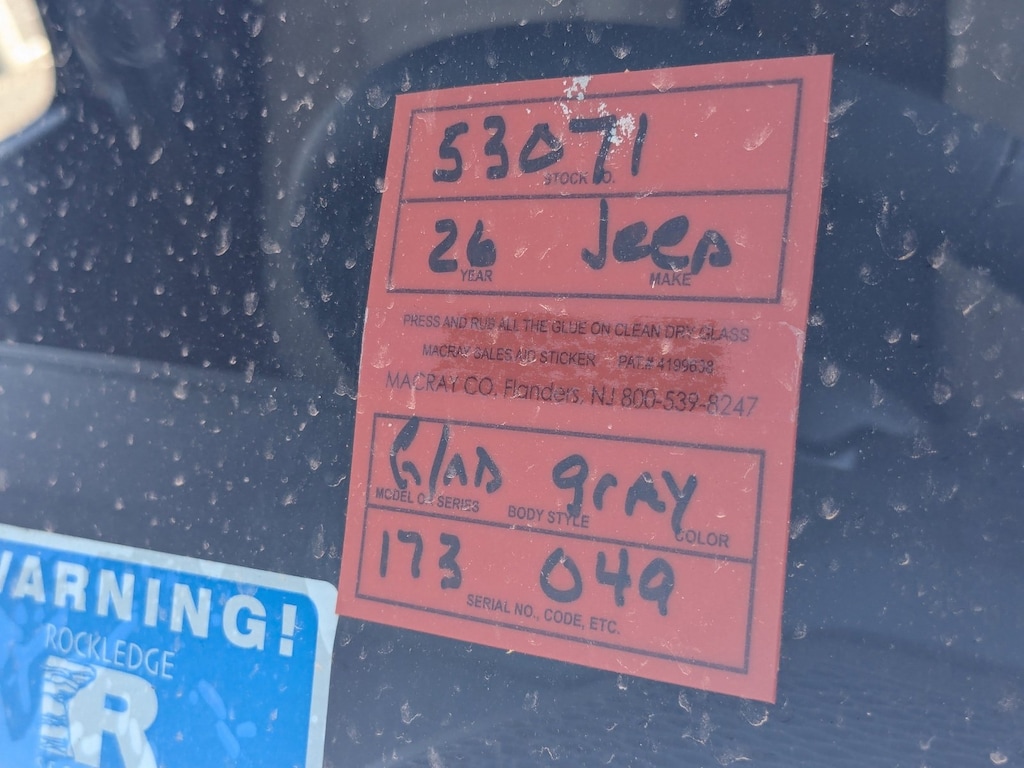 53071
STOCK NO.
26 Jeep
YEAR MAKE
PRESS AND RUB ALL THE GLUE ON CLEAN DRY GLASS
MACRAY SALES AID STICKER PAT# 4199638
MACRAY CO. Flanders, NJ 800-539-8247
Glad gray
MODEL OR SERIES BODY STYLE COLOR
173 049
SERIAL NO., CODE, ETC.
WARNING!
ROCKLEDGE
R